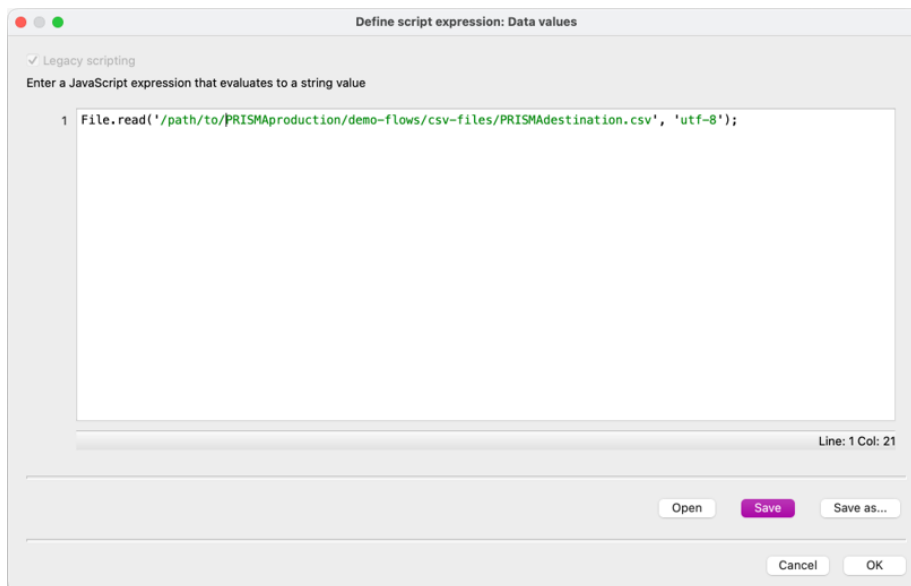 Define script expression: Data values
Legacy scripting
Enter a JavaScript expression that evaluates to a string value
1 File.read('/path/to/PRISMAproduction/demo-flows/csv-files/PRISMAdestination.csv', 'utf-8');
Line: 1 Col: 21
Open Save Save as...
Cancel OK